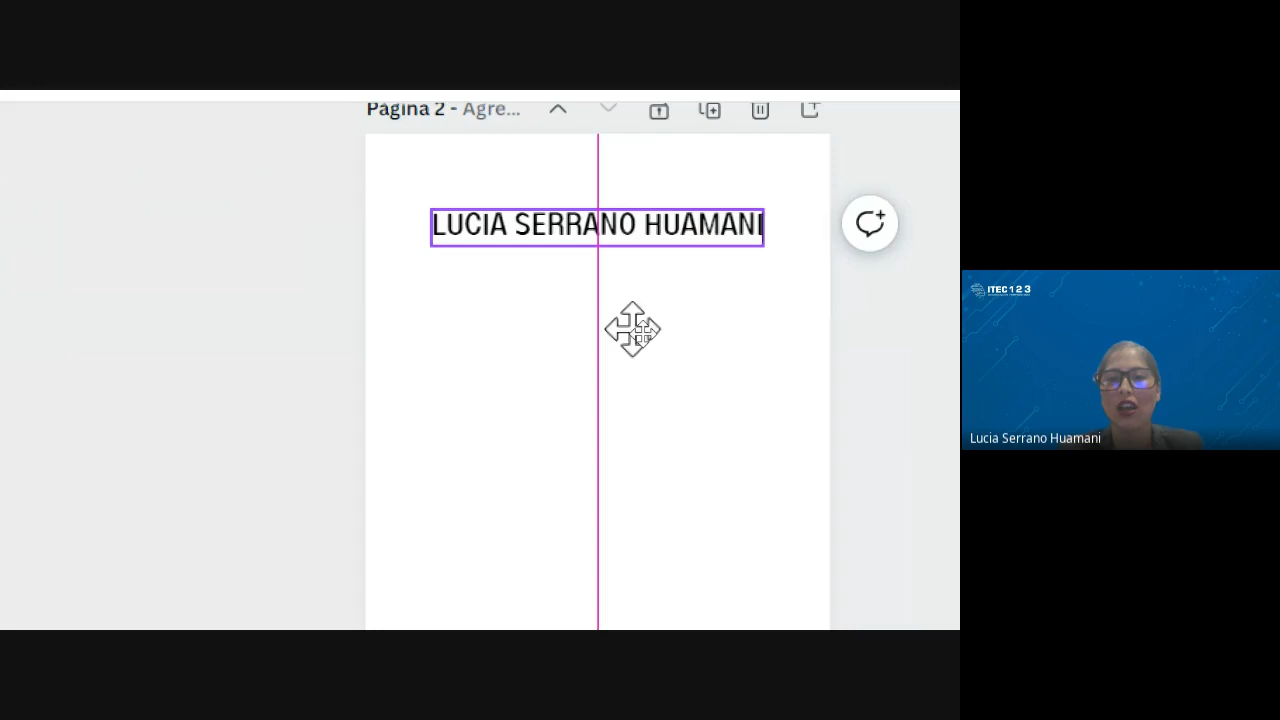 Página 2 - Agre...
LUCIA SERRANO HUAMANI
ITEC 1 2 3
Lucia Serrano Huamani